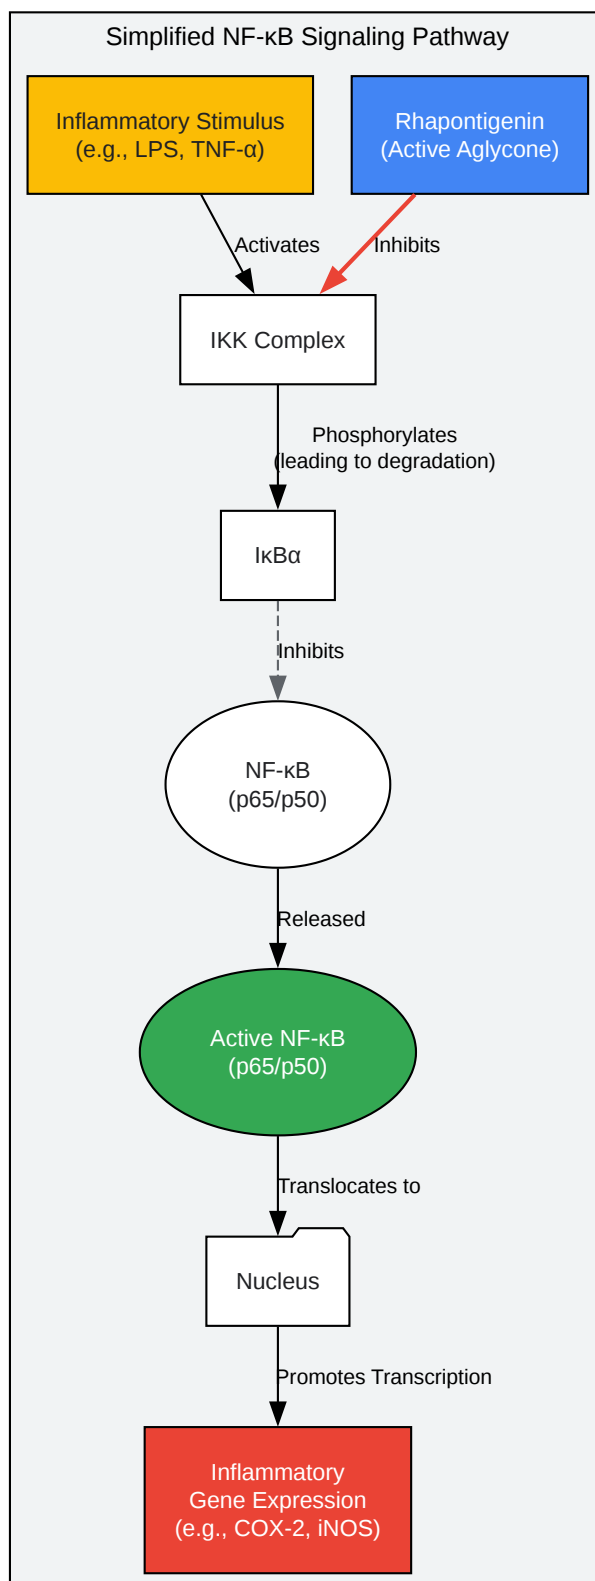 Simplified NF-κB Signaling Pathway
Inflammatory Stimulus
(e.g., LPS, TNF-α)
Rhapontigenin
(Active Aglycone)
Activates
Inhibits
IKK Complex
Phosphorylates
(leading to degradation)
IκBα
Inhibits
NF-κB
(p65/p50)
Released
Active NF-κB
(p65/p50)
Translocates to
Nucleus
Promotes Transcription
Inflammatory
Gene Expression
(e.g., COX-2, iNOS)